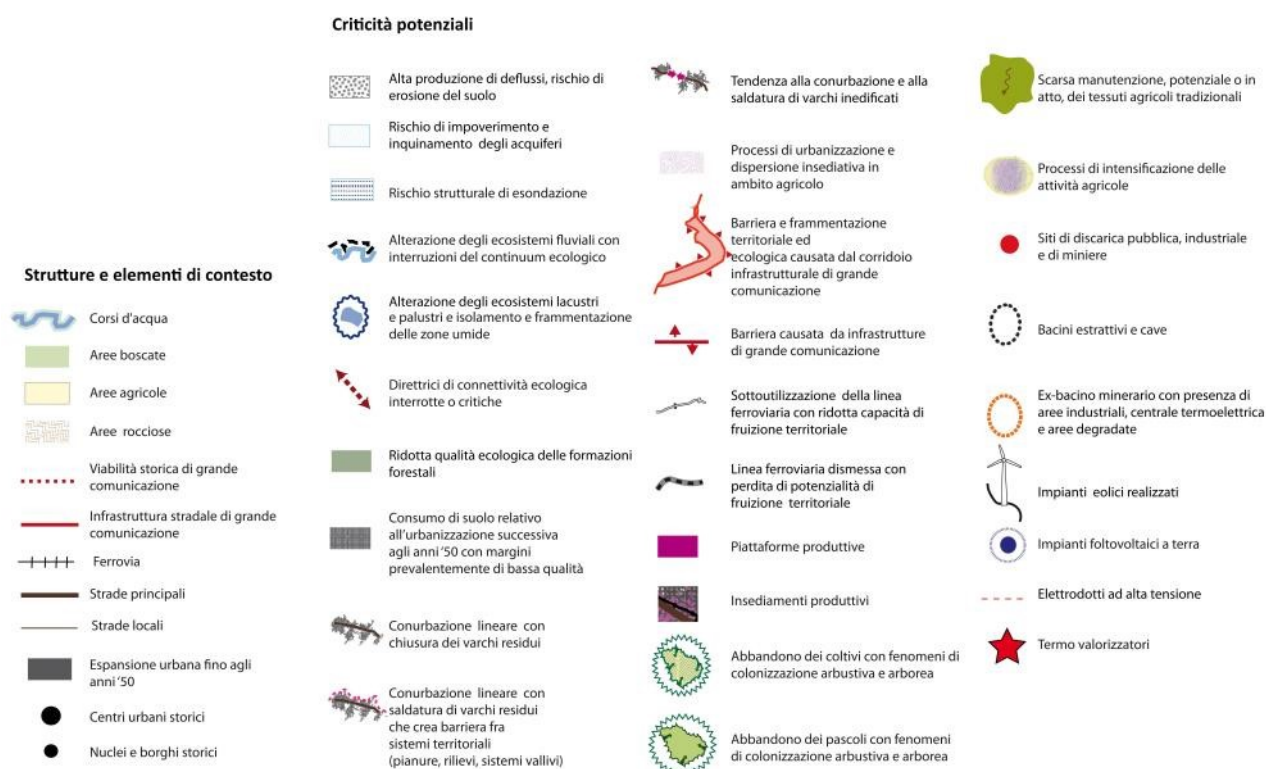 Criticità potenziali
Alta produzione di deflussi, rischio di
erosione del suolo
Rischio di impoverimento e
inquinamento degli acquiferi
Rischio strutturale di esondazione
Alterazione degli ecosistemi fluviali con
interruzioni del continuum ecologico
Alterazione degli ecosistemi lacustri
e palustri e isolamento e frammentazione
delle zone umide
Direttrici di connettività ecologica
interrotte o critiche
Ridotta qualità ecologica delle formazioni
forestali
Consumo di suolo relativo
all'urbanizzazione successiva
agli anni '50 con margini
prevalentemente di bassa qualità
Conurbazione lineare con
chiusura dei varchi residui
Conurbazione lineare con
saldatura di varchi residui
che crea barriera fra
sistemi territoriali
(pianure, rilievi, sistemi vallivi)
Tendenza alla conurbazione e alla
saldatura di varchi inedificati
Processi di urbanizzazione e
dispersione insediativa in
ambito agricolo
Barriera e frammentazione
territoriale ed
ecologica causata dal corridoio
infrastrutturale di grande
comunicazione
Barriera causata da infrastrutture
di grande comunicazione
Sottoutilizzazione della linea
ferroviaria con ridotta capacità di
fruizione territoriale
Linea ferroviaria dismessa con
perdita di potenzialità di
fruizione territoriale
Piattaforme produttive
Insediamenti produttivi
Abbandono dei coltivi con fenomeni di
colonizzazione arbustiva e arborea
Abbandono dei pascoli con fenomeni
di colonizzazione arbustiva e arborea
Scarsa manutenzione, potenziale o in
atto, dei tessuti agricoli tradizionali
Processi di intensificazione delle
attività agricole
Siti di discarica pubblica, industriale
e di miniere
Bacini estrattivi e cave
Ex-bacino minerario con presenza di
aree industriali, centrale termoelettrica
e aree degradate
Impianti eolici realizzati
Impianti foltovoltaici a terra
Elettrodotti ad alta tensione
Termo valorizzatori
Strutture e elementi di contesto
Corsi d'acqua
Aree boscate
Aree agricole
Aree rocciose
Viabilità storica di grande
comunicazione
Infrastruttura stradale di grande
comunicazione
Ferrovia
Strade principali
Strade locali
Espansione urbana fino agli
anni '50
Centri urbani storici
Nuclei e borghi storici